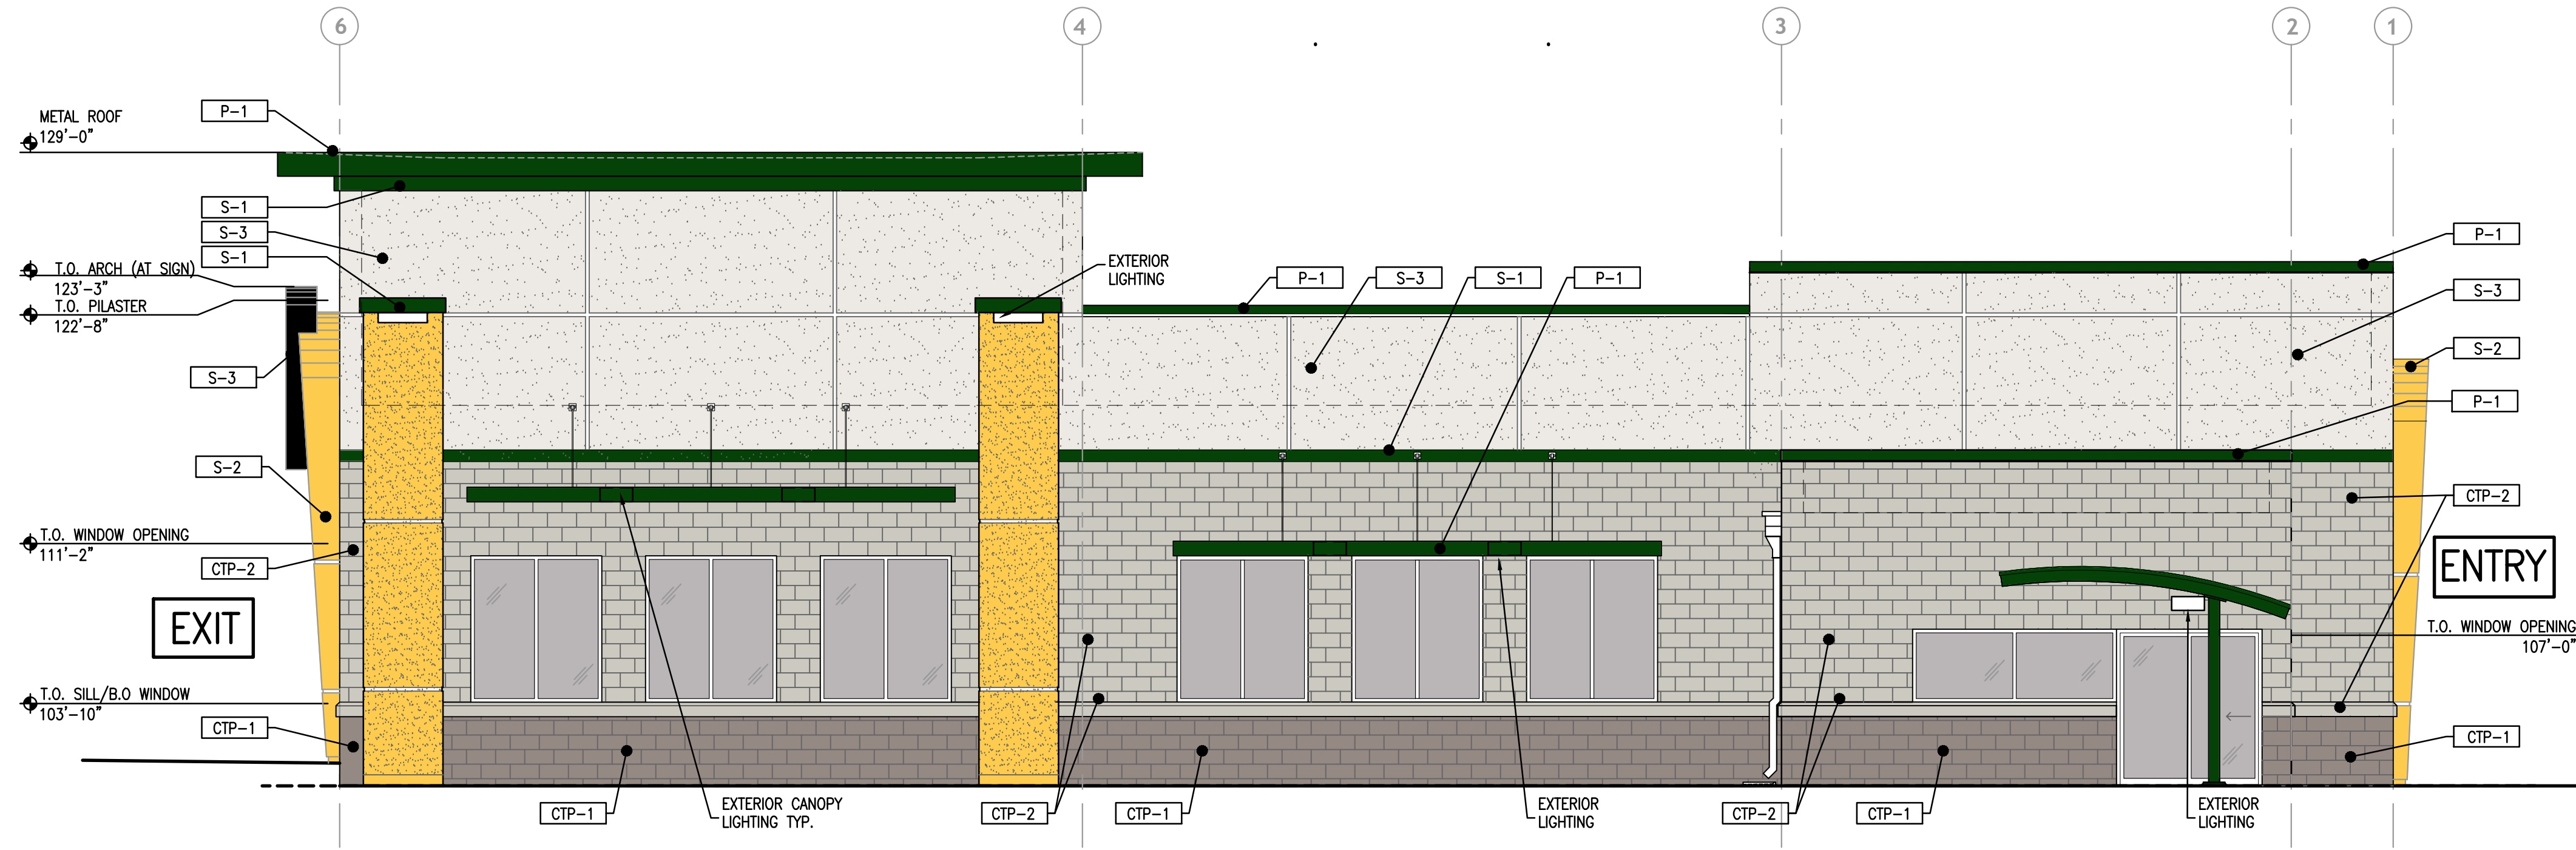 6
4
3
2
1
METAL ROOF
129'-0"
P-1
S-1
S-3
S-1
T.O. ARCH (AT SIGN)
123'-3"
T.O. PILASTER
122'-8"
S-3
S-2
T.O. WINDOW OPENING
111'-2"
CTP-2
EXIT
T.O. SILL/B.O WINDOW
103'-10"
CTP-1
EXTERIOR
LIGHTING
P-1
S-3
S-1
P-1
P-1
S-3
S-2
P-1
CTP-2
ENTRY
T.O. WINDOW OPENING
107'-0"
CTP-1
CTP-1
EXTERIOR CANOPY
LIGHTING TYP.
CTP-2
CTP-1
EXTERIOR
LIGHTING
CTP-2
CTP-1
EXTERIOR
LIGHTING